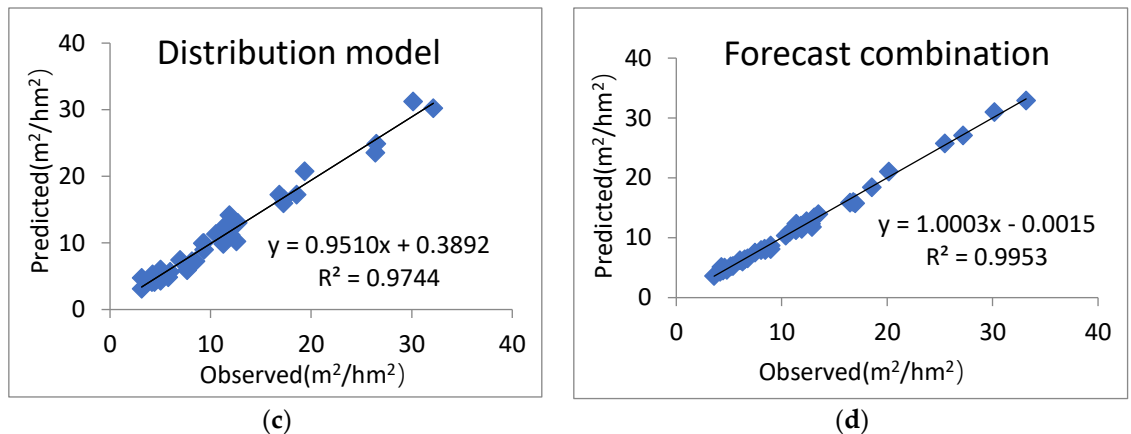 Distribution model
40
30
20
10
0
Predicted(m²/hm²)
y = 0.9510x + 0.3892
R² = 0.9744
0 10 20 30 40
Observed(m²/hm²)
(c)
Forecast combination
40
30
20
10
0
Predicted(m²/hm²)
y = 1.0003x - 0.0015
R² = 0.9953
0 10 20 30 40
Observed(m²/hm²)
(d)